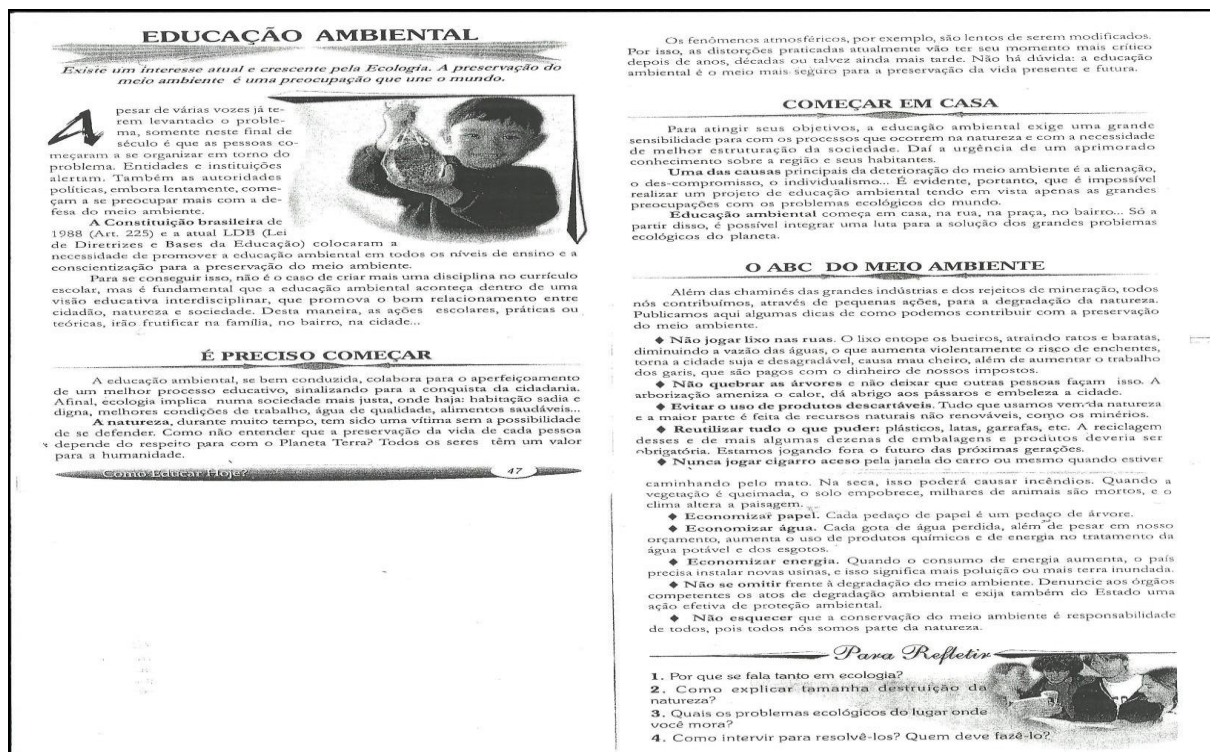 EDUCAÇÃO AMBIENTAL
Existe um interesse atual e crescente pela Ecologia. A preservação do
meio ambiente é uma preocupação que une o mundo.
Apesar de várias vozes já te-
rem levantado o proble-
ma, somente neste final de
século é que as pessoas co-
meçaram a se organizar em torno do
problema. Entidades e instituições
alertam. Também as autoridades
políticas, embora lentamente, come-
çam a se preocupar mais com a de-
fesa do meio ambiente.
A Constituição brasileira de
1988 (Art. 225) e a atual LDB (Lei
de Diretrizes e Bases da Educação) colocaram a
necessidade de promover a educação ambiental em todos os níveis de ensino e a
conscientização para a preservação do meio ambiente.
Para se conseguir isso, não é o caso de criar mais uma disciplina no currículo
escolar, mas é fundamental que a educação ambiental aconteça dentro de uma
visão educativa interdisciplinar, que promova o bom relacionamento entre
cidadão, natureza e sociedade. Desta maneira, as ações escolares, práticas ou
teóricas, irão frutificar na família, no bairro, na cidade...
É PRECISO COMEÇAR
A educação ambiental, se bem conduzida, colabora para o aperfeiçoamento
de um melhor processo educativo, sinalizando para a conquista da cidadania.
Afinal, ecologia implica numa sociedade mais justa, onde haja: habitação sadia e
digna, melhores condições de trabalho, água de qualidade, alimentos saudáveis...
A natureza, durante muito tempo, tem sido uma vítima sem a possibilidade
de se defender. Como não entender que a preservação da vida de cada pessoa
depende do respeito para com o Planeta Terra? Todos os seres têm um valor
para a humanidade.
Como Educar Hoje?
47
Os fenômenos atmosféricos, por exemplo, são lentos de serem modificados.
Por isso, as distorções praticadas atualmente vão ter seu momento mais crítico
depois de anos, décadas ou talvez ainda mais tarde. Não há dúvida: a educação
ambiental é o meio mais seguro para a preservação da vida presente e futura.
COMEÇAR EM CASA
Para atingir seus objetivos, a educação ambiental exige uma grande
sensibilidade para com os processos que ocorrem na natureza e com a necessidade
de melhor estruturação da sociedade. Daí a urgência de um aprimorado
conhecimento sobre a região e seus habitantes.
Uma das causas principais da deterioração do meio ambiente é a alienação,
o des-compromisso, o individualismo... É evidente, portanto, que é impossível
realizar um projeto de educação ambiental tendo em vista apenas as grandes
preocupações com os problemas ecológicos do mundo.
Educação ambiental começa em casa, na rua, na praça, no bairro... Só a
partir disso, é possível integrar uma luta para a solução dos grandes problemas
ecológicos do planeta.
O ABC DO MEIO AMBIENTE
Além das chaminés das grandes indústrias e dos rejeitos de mineração, todos
nós contribuímos, através de pequenas ações, para a degradação da natureza.
Publicamos aqui algumas dicas de como podemos contribuir com a preservação
do meio ambiente.
◆ Não jogar lixo nas ruas. O lixo entope os bueiros, atraindo ratos e baratas,
diminuindo a vazão das águas, o que aumenta violentamente o risco de enchentes,
torna a cidade suja e desagradável, causa mau cheiro, além de aumentar o trabalho
dos garis, que são pagos com o dinheiro de nossos impostos.
◆ Não quebrar as árvores e não deixar que outras pessoas façam isso. A
arborização ameniza o calor, dá abrigo aos pássaros e embeleza a cidade.
◆ Evitar o uso de produtos descartáveis. Tudo que usamos vem da natureza
e a maior parte é feita de recursos naturais não renováveis, como os minérios.
◆ Reutilizar tudo o que puder: plásticos, latas, garrafas, etc. A reciclagem
desses e de mais algumas dezenas de embalagens e produtos deveria ser
obrigatória. Estamos jogando fora o futuro das próximas gerações.
◆ Nunca jogar cigarro aceso pela janela do carro ou mesmo quando estiver
caminhando pelo mato. Na seca, isso poderá causar incêndios. Quando a
vegetação é queimada, o solo empobrece, milhares de animais são mortos, e o
clima altera a paisagem.
◆ Economizar papel. Cada pedaço de papel é um pedaço de árvore.
◆ Economizar água. Cada gota de água perdida, além de pesar em nosso
orçamento, aumenta o uso de produtos químicos e de energia no tratamento da
água potável e dos esgotos.
◆ Economizar energia. Quando o consumo de energia aumenta, o país
precisa instalar novas usinas, e isso significa mais poluição ou mais terra inundada.
◆ Não se omitir frente à degradação do meio ambiente. Denuncie aos órgãos
competentes os atos de degradação ambiental e exija também do Estado uma
ação efetiva de proteção ambiental.
◆ Não esquecer que a conservação do meio ambiente é responsabilidade
de todos, pois todos nós somos parte da natureza.
Para Refletir
1. Por que se fala tanto em ecologia?
2. Como explicar tamanha destruição da
natureza?
3. Quais os problemas ecológicos do lugar onde
você mora?
4. Como intervir para resolvê-los? Quem deve fazê-lo?